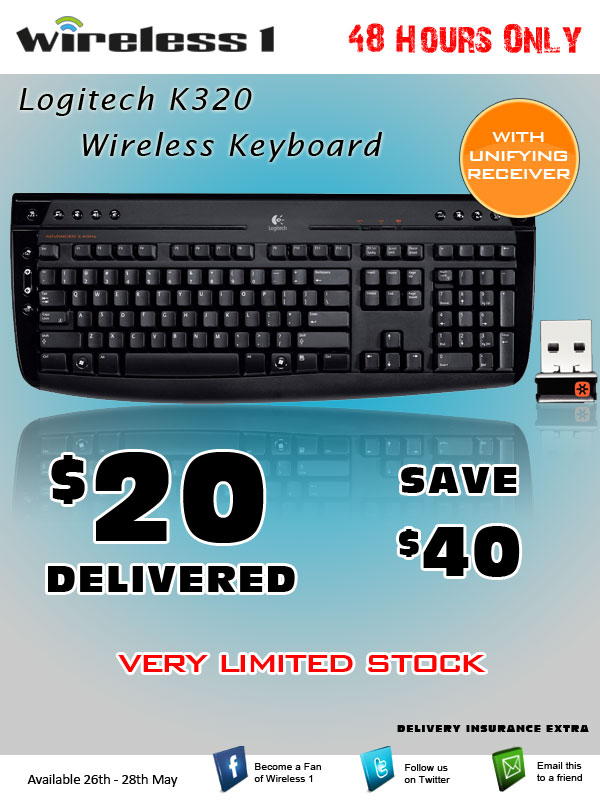 wireless 1
48 Hours Only
Logitech K320
Wireless Keyboard
WITH
UNIFYING
RECEIVER
Logitech
$20
DELIVERED
SAVE
$40
VERY LIMITED STOCK
DELIVERY INSURANCE EXTRA
Available 26th - 28th May
Become a Fan
of Wireless 1
Follow us
on Twitter
Email this
to a friend